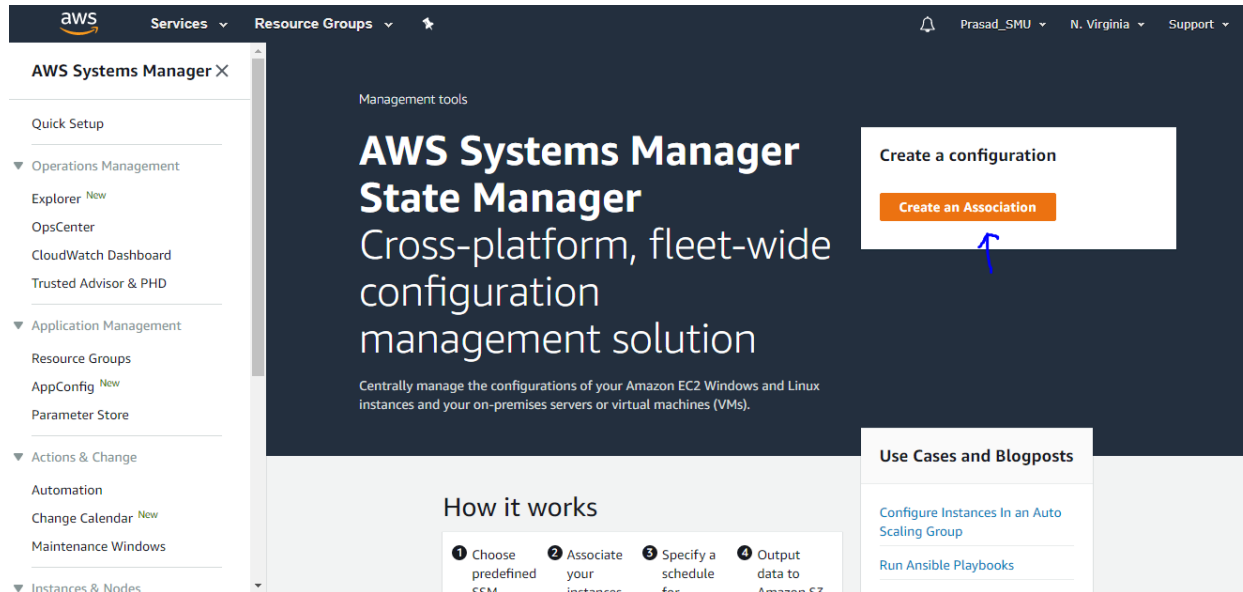 aws
Services
Resource Groups
Prasad_SMU
N. Virginia
Support
AWS Systems Manager
Quick Setup
Operations Management
Explorer New
OpsCenter
CloudWatch Dashboard
Trusted Advisor & PHD
Application Management
Resource Groups
AppConfig New
Parameter Store
Actions & Change
Automation
Change Calendar New
Maintenance Windows
Instances & Nodes
Management tools
AWS Systems Manager
State Manager
Cross-platform, fleet-wide
configuration
management solution
Centrally manage the configurations of your Amazon EC2 Windows and Linux
instances and your on-premises servers or virtual machines (VMs).
Create a configuration
Create an Association
How it works
1 Choose
predefined
SSM
2 Associate
your
instances
3 Specify a
schedule
for
4 Output
data to
Amazon S3
Use Cases and Blogposts
Configure Instances In an Auto
Scaling Group
Run Ansible Playbooks